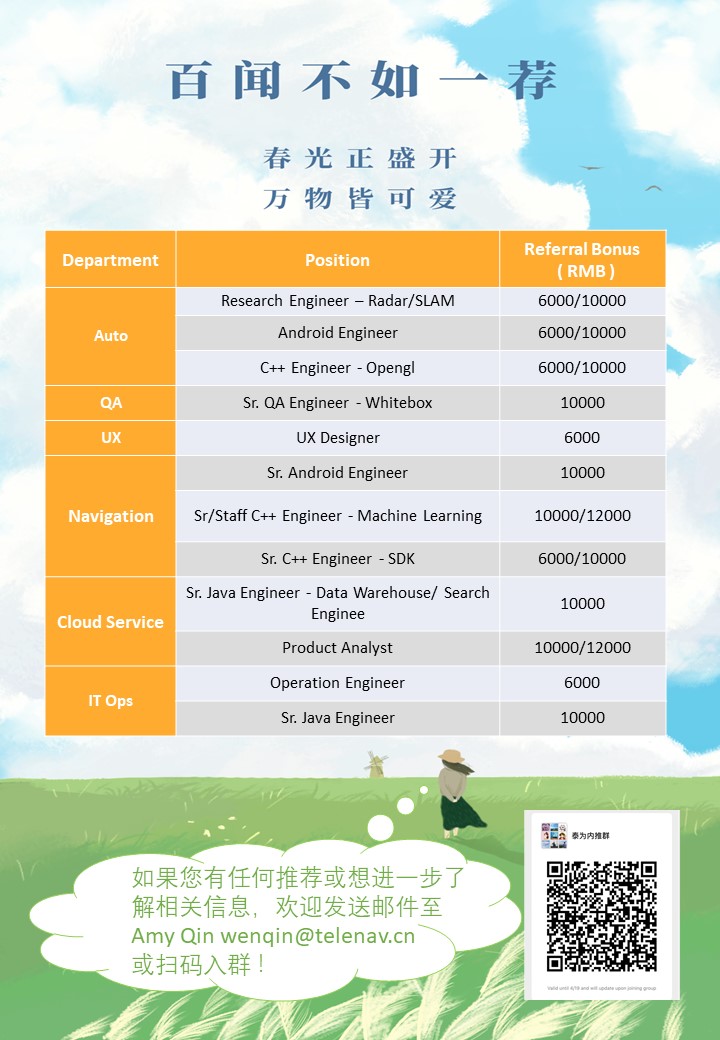 百闻不如一荐
春光正盛开
万物皆可爱
Department Position Referral Bonus
( RMB )
Auto
Research Engineer – Radar/SLAM 6000/10000
Android Engineer 6000/10000
C++ Engineer - Opengl 6000/10000
QA Sr. QA Engineer - Whitebox 10000
UX UX Designer 6000
Navigation
Sr. Android Engineer 10000
Sr/Staff C++ Engineer - Machine Learning 10000/12000
Sr. C++ Engineer - SDK 6000/10000
Cloud Service
Sr. Java Engineer - Data Warehouse/ Search
Enginee 10000
Product Analyst 10000/12000
IT Ops
Operation Engineer 6000
Sr. Java Engineer 10000
如果您有任何推荐或想进一步了
解相关信息，欢迎发送邮件至
Amy Qin wenqin@telenav.cn
或扫码入群！
泰为内推群
Valid until 4/19 and will update upon joining group